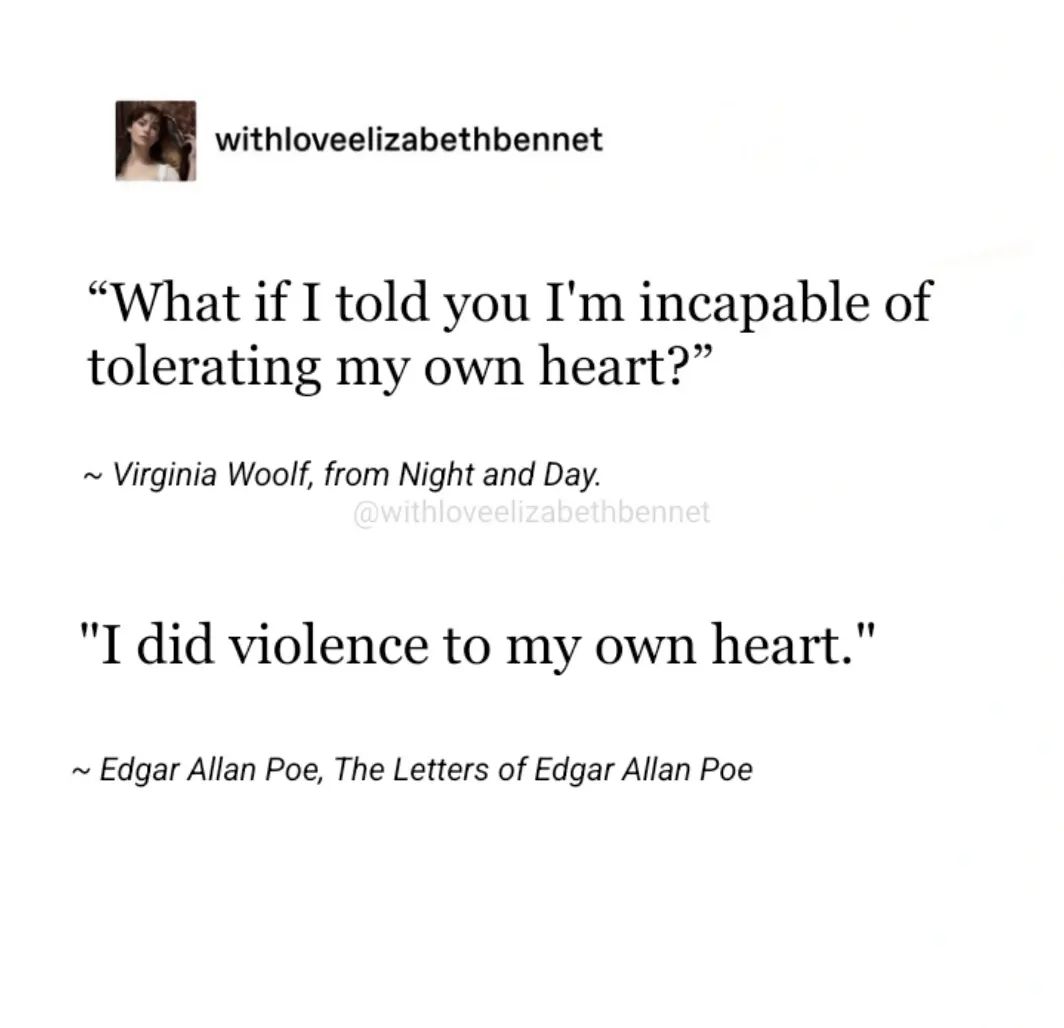 withloveelizabethbennet
“What if I told you I'm incapable of
tolerating my own heart?”
~ Virginia Woolf, from Night and Day.
@withloveelizabethbennet
"I did violence to my own heart."
~ Edgar Allan Poe, The Letters of Edgar Allan Poe